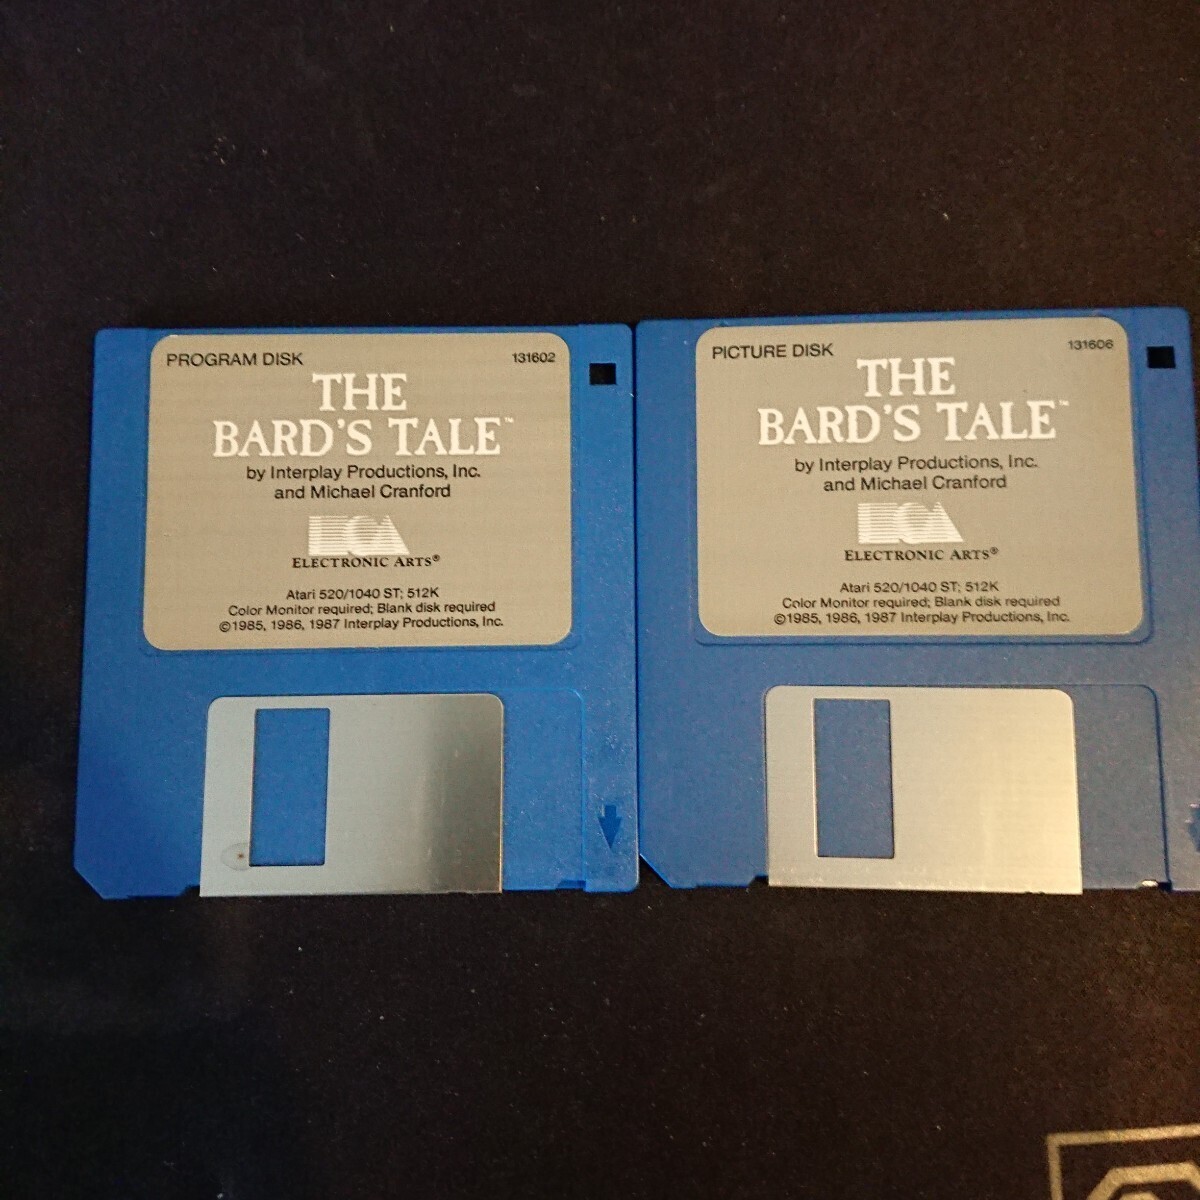 PROGRAM DISK 131602
THE
BARD'S TALE™
by Interplay Productions, Inc.
and Michael Cranford
ELECTRONIC ARTS®
Atari 520/1040 ST; 512K
Color Monitor required; Blank disk required
©1985, 1986, 1987 Interplay Productions, Inc.
PICTURE DISK 131606
THE
BARD'S TALE™
by Interplay Productions, Inc.
and Michael Cranford
ELECTRONIC ARTS®
Atari 520/1040 ST; 512K
Color Monitor required; Blank disk required
©1985, 1986, 1987 Interplay Productions, Inc.